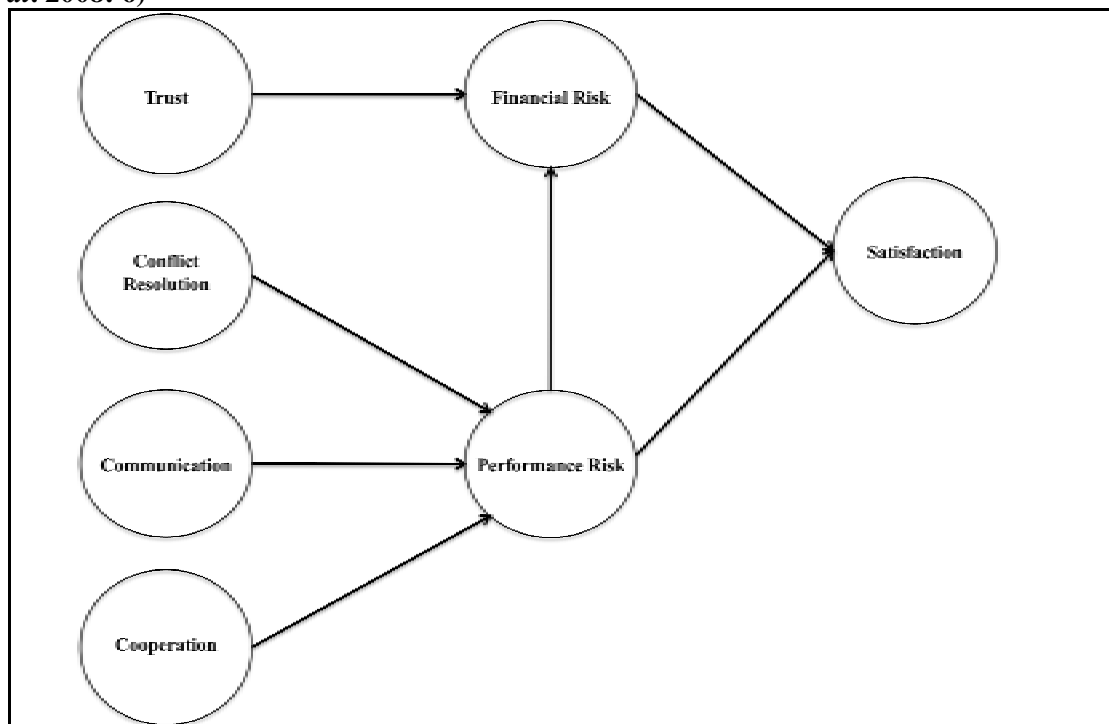 al. 2008: 6)
Trust
Financial Risk
Conflict
Resolution
Satisfaction
Communication
Performance Risk
Cooperation